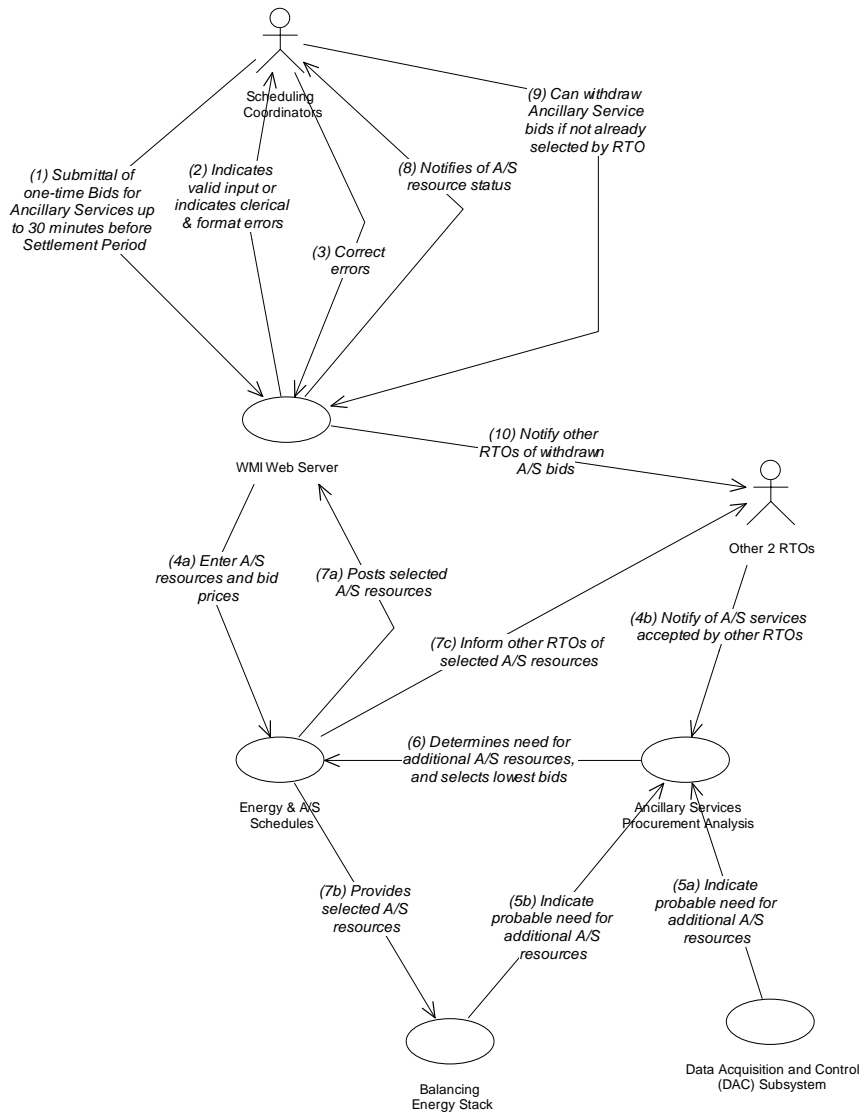 Scheduling
Coordinators
(1) Submittal of
one-time Bids for
Ancillary Services up
to 30 minutes before
Settlement Period
(2) Indicates
valid input or
indicates clerical
& format errors
(3) Correct
errors
(8) Notifies of A/S
resource status
(9) Can withdraw
Ancillary Service
bids if not already
selected by RTO
WMI Web Server
(10) Notify other
RTOs of withdrawn
A/S bids
Other 2 RTOs
(4a) Enter A/S
resources and bid
prices
(7a) Posts selected
A/S resources
(7c) Inform other RTOs of
selected A/S resources
(4b) Notify of A/S services
accepted by other RTOs
(6) Determines need for
additional A/S resources,
and selects lowest bids
Energy & A/S
Schedules
Ancillary Services
Procurement Analysis
(7b) Provides
selected A/S
resources
(5b) Indicate
probable need for
additional A/S
resources
(5a) Indicate
probable need for
additional A/S
resources
Balancing
Energy Stack
Data Acquisition and Control
(DAC) Subsystem